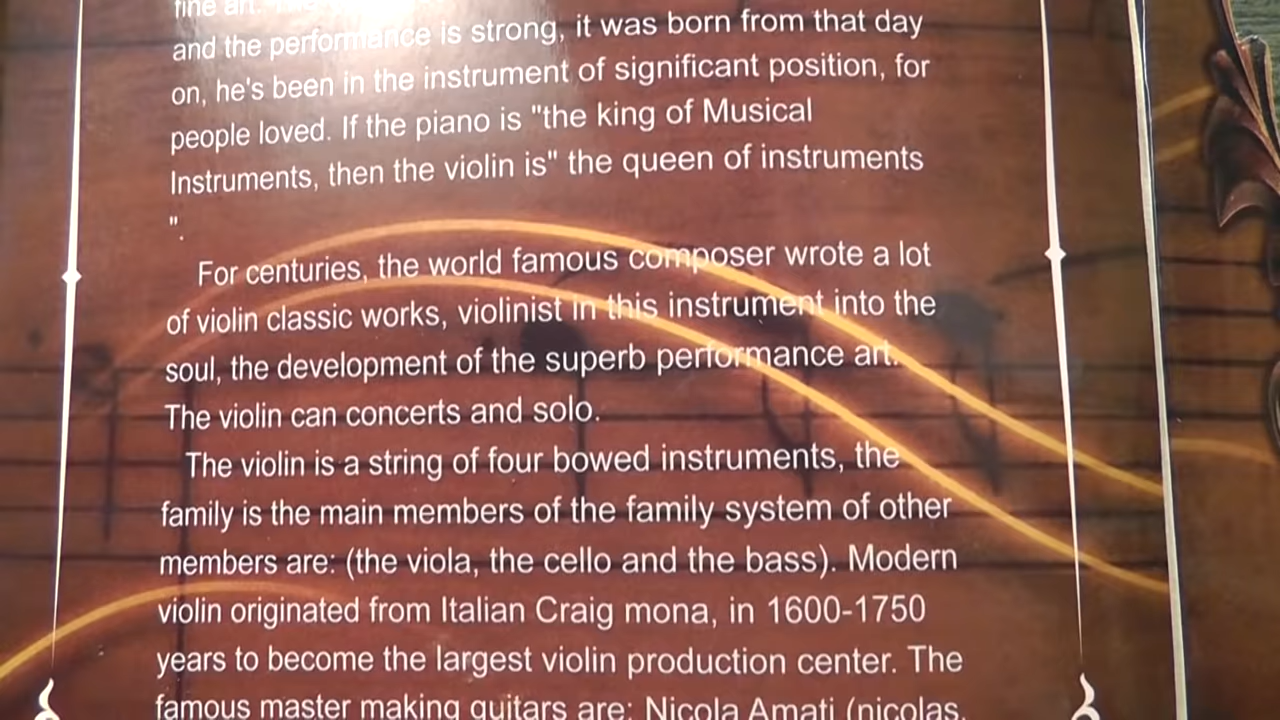 fine art.
and the performance is strong, it was born from that day
on, he's been in the instrument of significant position, for
people loved. If the piano is "the king of Musical
Instruments, then the violin is" the queen of instruments
".
For centuries, the world famous composer wrote a lot
of violin classic works, violinist in this instrument into the
soul, the development of the superb performance art.
The violin can concerts and solo.
The violin is a string of four bowed instruments, the
family is the main members of the family system of other
members are: (the viola, the cello and the bass). Modern
violin originated from Italian Craig mona, in 1600-1750
years to become the largest violin production center. The
famous master making guitars are: Nicola Amati (nicolas.